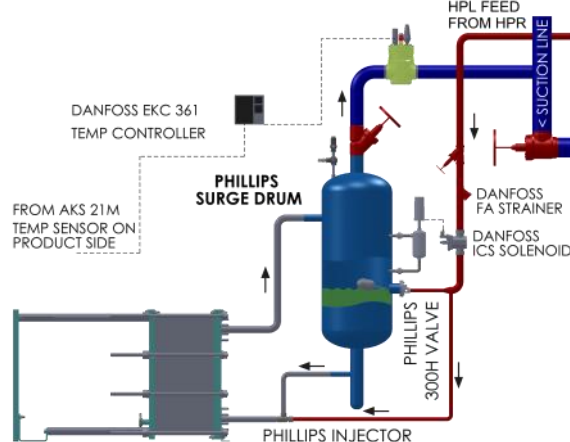 HPL FEED
FROM HPR
< SUCTION LINE
DANFOSS EKC 361
TEMP CONTROLLER
PHILLIPS
SURGE DRUM
DANFOSS
FA STRAINER
FROM AKS 21M
TEMP SENSOR ON
PRODUCT SIDE
DANFOSS
ICS SOLENOID
PHILLIPS
300H VALVE
PHILLIPS INJECTOR